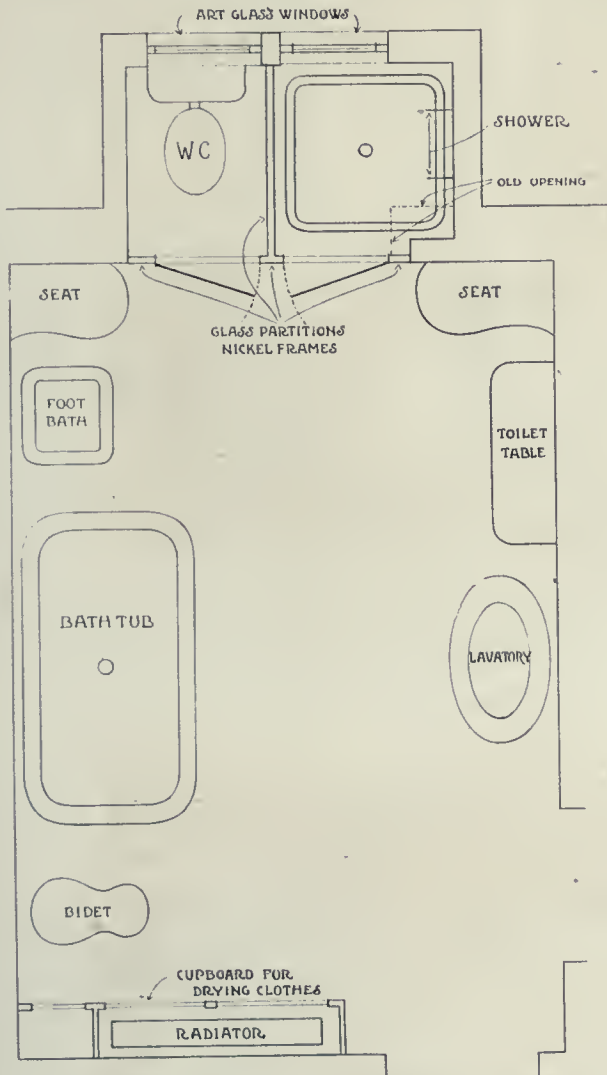 ART GLASS WINDOWS
WC
SHOWER
OLD OPENING
SEAT
SEAT
GLASS PARTITIONS
NICKEL FRAMES
FOOT
BATH
TOILET
TABLE
BATH TUB
LAVATORY
BIDET
CUPBOARD FOR
DRYING CLOTHES
RADIATOR